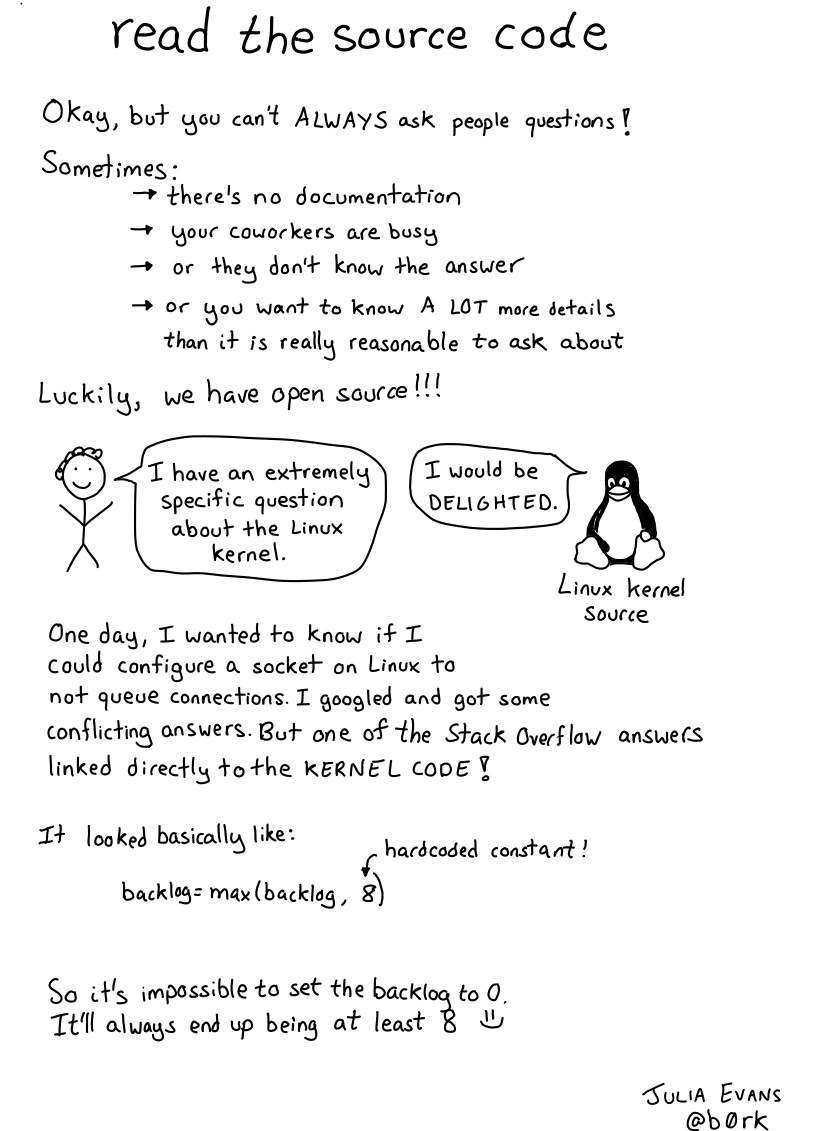 read the source code
Okay, but you can't ALWAYS ask people questions!
Sometimes:
→ there's no documentation
→ your coworkers are busy
→ or they don't know the answer
→ or you want to know A LOT more details
than it is really reasonable to ask about
Luckily, we have open source!!!
I have an extremely
specific question
about the Linux
kernel.
I would be
DELIGHTED.
Linux kernel
source
One day, I wanted to know if I
could configure a socket on Linux to
not queue connections. I googled and got some
conflicting answers. But one of the Stack Overflow answers
linked directly to the KERNEL CODE!
It looked basically like:
hardcoded constant!
backlog = max(backlog, 8)
So it's impossible to set the backlog to 0.
It'll always end up being at least 8
JULIA EVANS
@b0rk